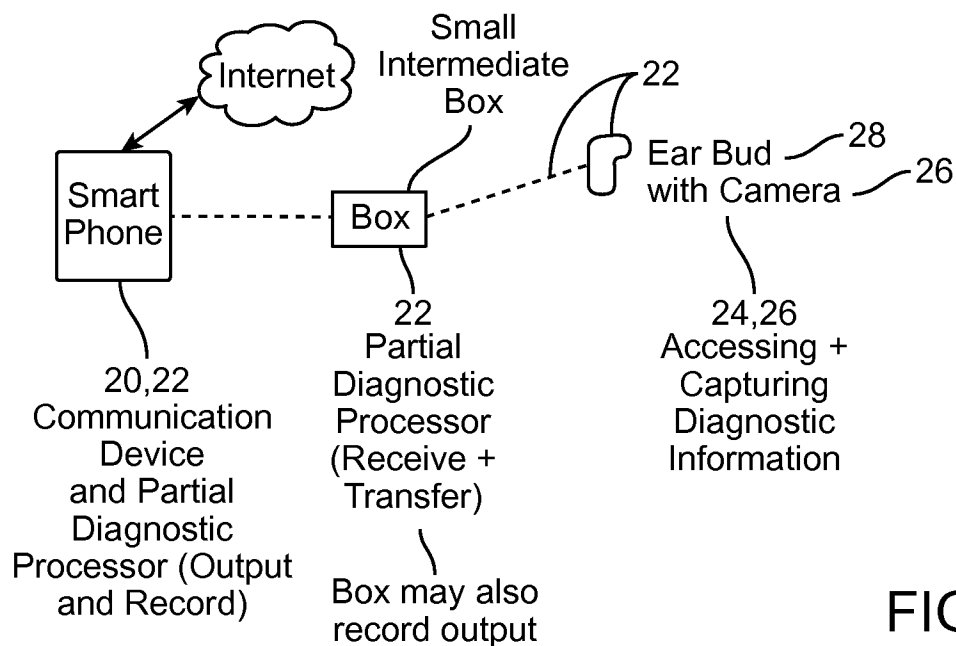 Internet
Small
Intermediate
Box
22
Smart
Phone
Box
Ear Bud
with Camera
28
26
20,22
Communication
Device
and Partial
Diagnostic
Processor (Output
and Record)
22
Partial
Diagnostic
Processor
(Receive +
Transfer)
Box may also
record output
24,26
Accessing +
Capturing
Diagnostic
Information